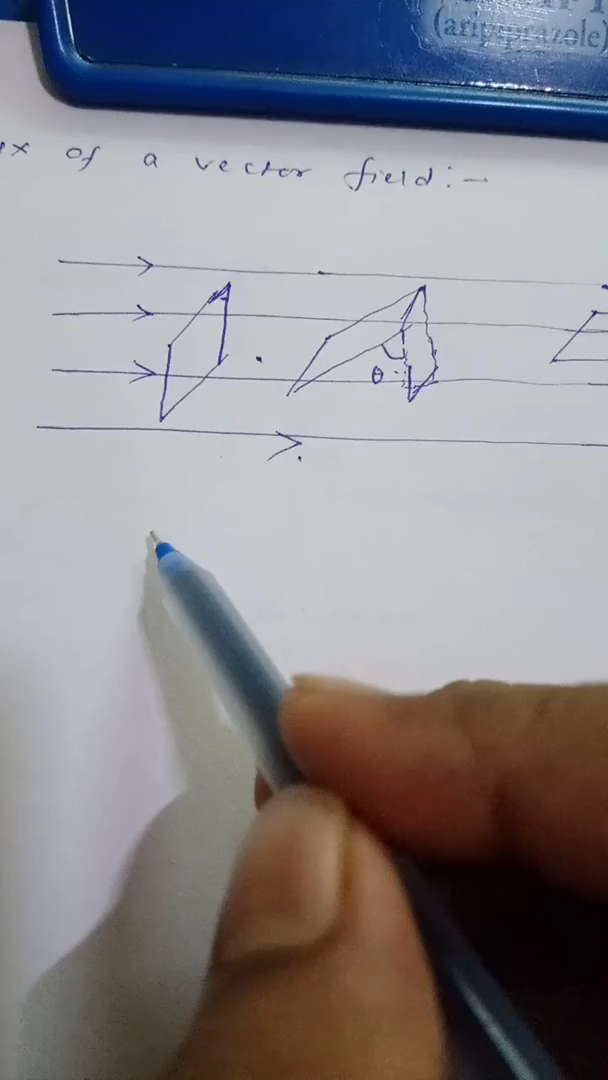 (aripiprazole)
of a vector field:-
θ